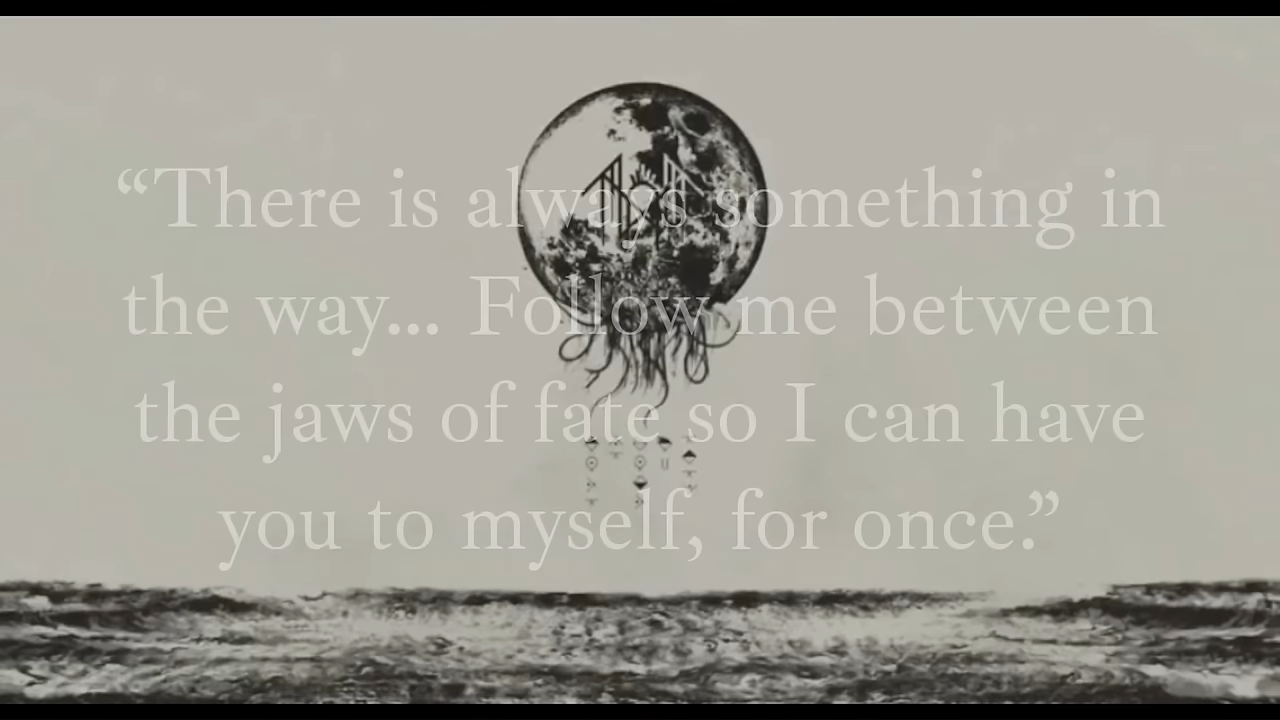 “There is always something in
the way... Follow me between
the jaws of fate so I can have
you to myself, for once.”